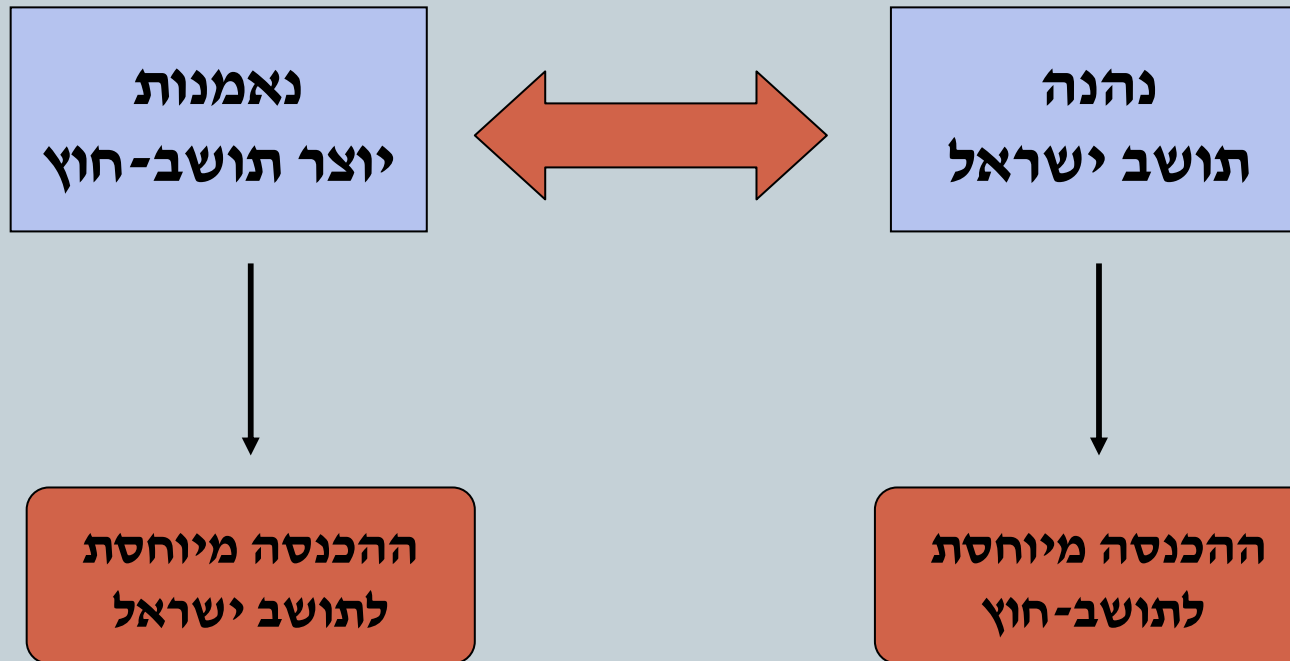 נהנה
תושב ישראל
נאמנות
יוצר תושב-חוץ
ההכנסה מיוחסת
לתושב-חוץ
ההכנסה מיוחסת
לתושב ישראל